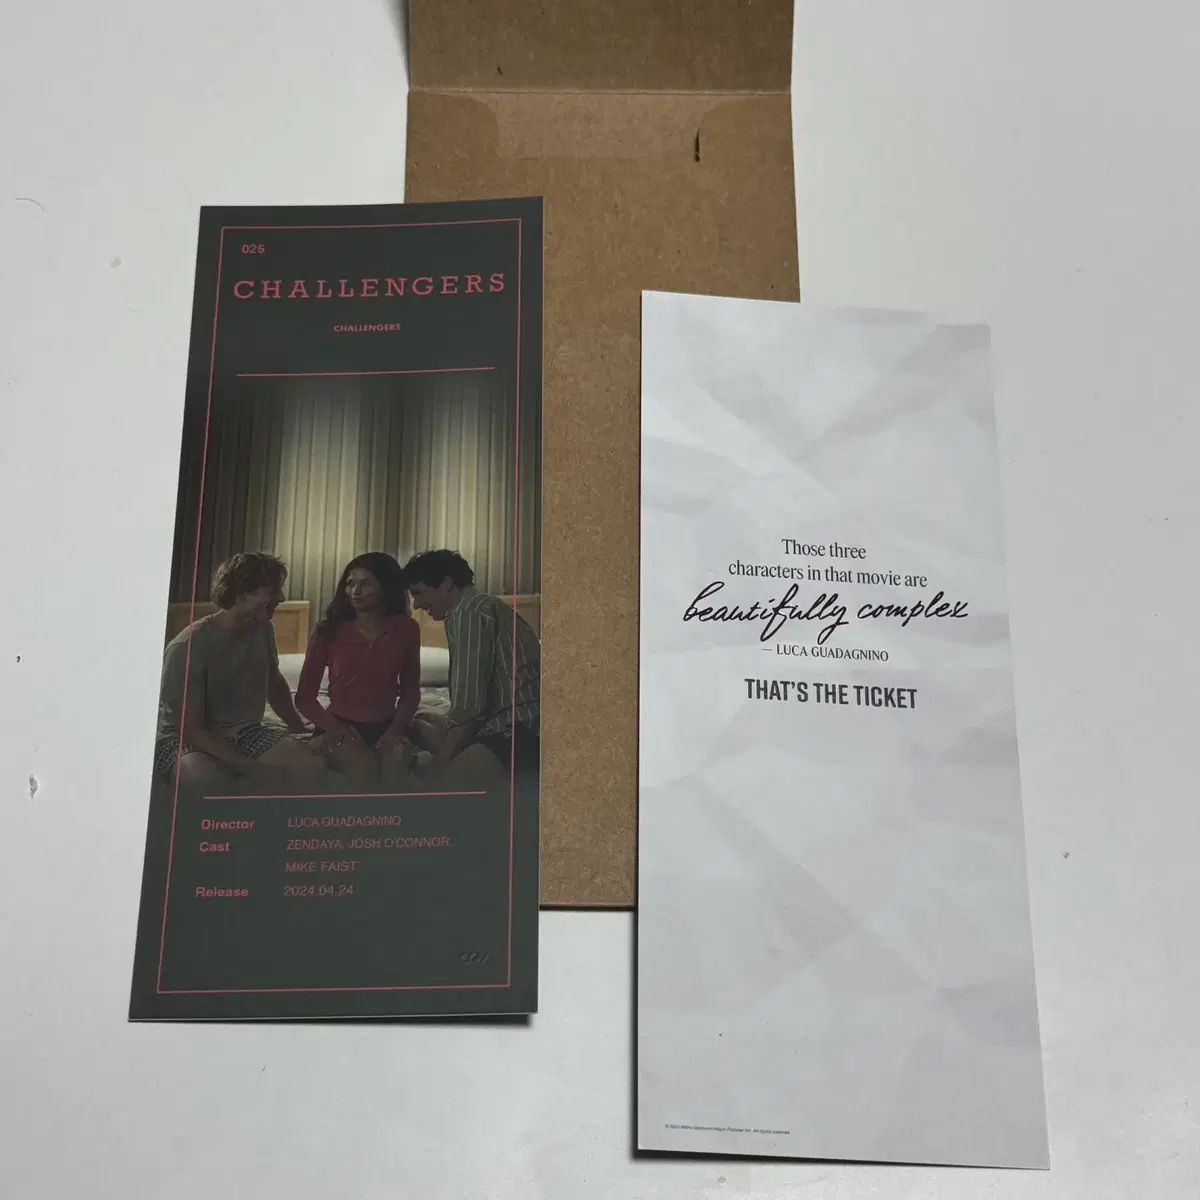 025
CHALLENGERS
CHALLENGERS
Director LUCA GUADAGNINO
Cast ZENDAYA, JOSH O'CONNOR,
MIKE FAIST
Release 2024.04.24
Those three
characters in that movie are
beautifully complex
— LUCA GUADAGNINO
THAT'S THE TICKET